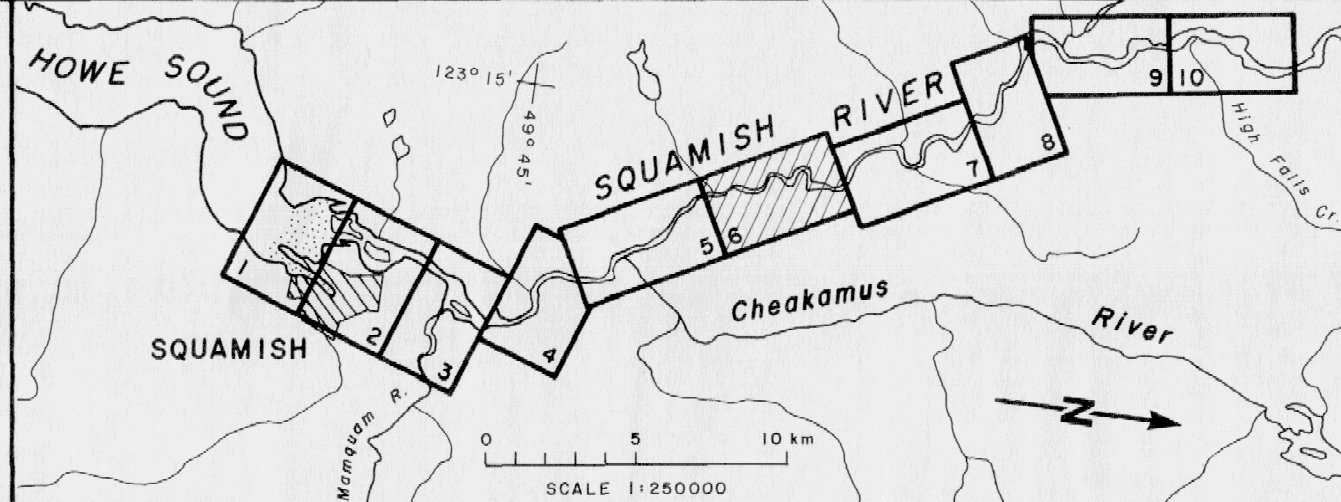 HOWE SOUND
123° 15'
49° 45'
SQUAMISH RIVER
1
2
3
4
5
6
7
8
9
10
High Falls Cr.
SQUAMISH
Mamquam R.
Cheakamus River
N
0 5 10 km
SCALE 1:250000